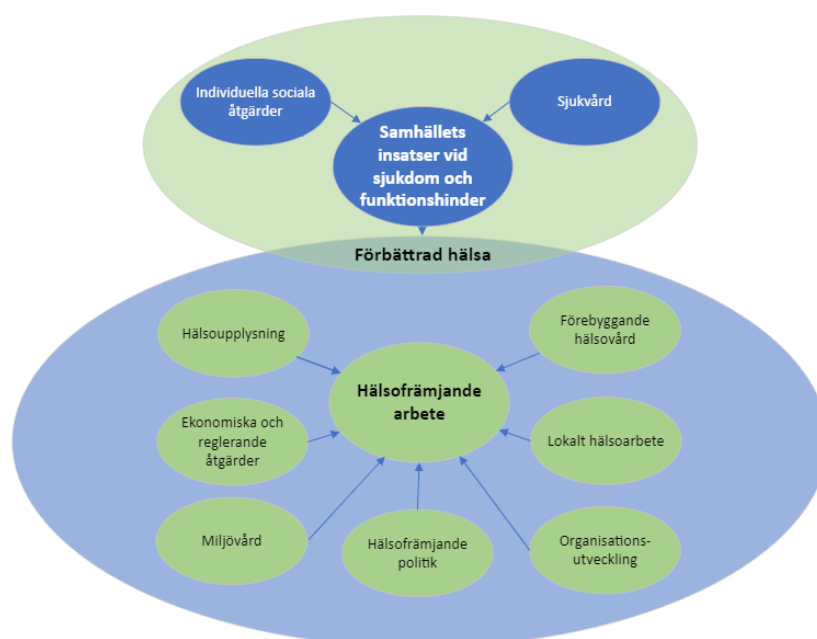 Individuella sociala
åtgärder
Sjukvård
Samhällets
insatser vid
sjukdom och
funktionshinder
Förbättrad hälsa
Hälsoupplysning
Förebyggande
hälsovård
Hälsofrämjande
arbete
Ekonomiska och
reglerande
åtgärder
Lokalt hälsoarbete
Miljövård
Hälsofrämjande
politik
Organisations-
utveckling